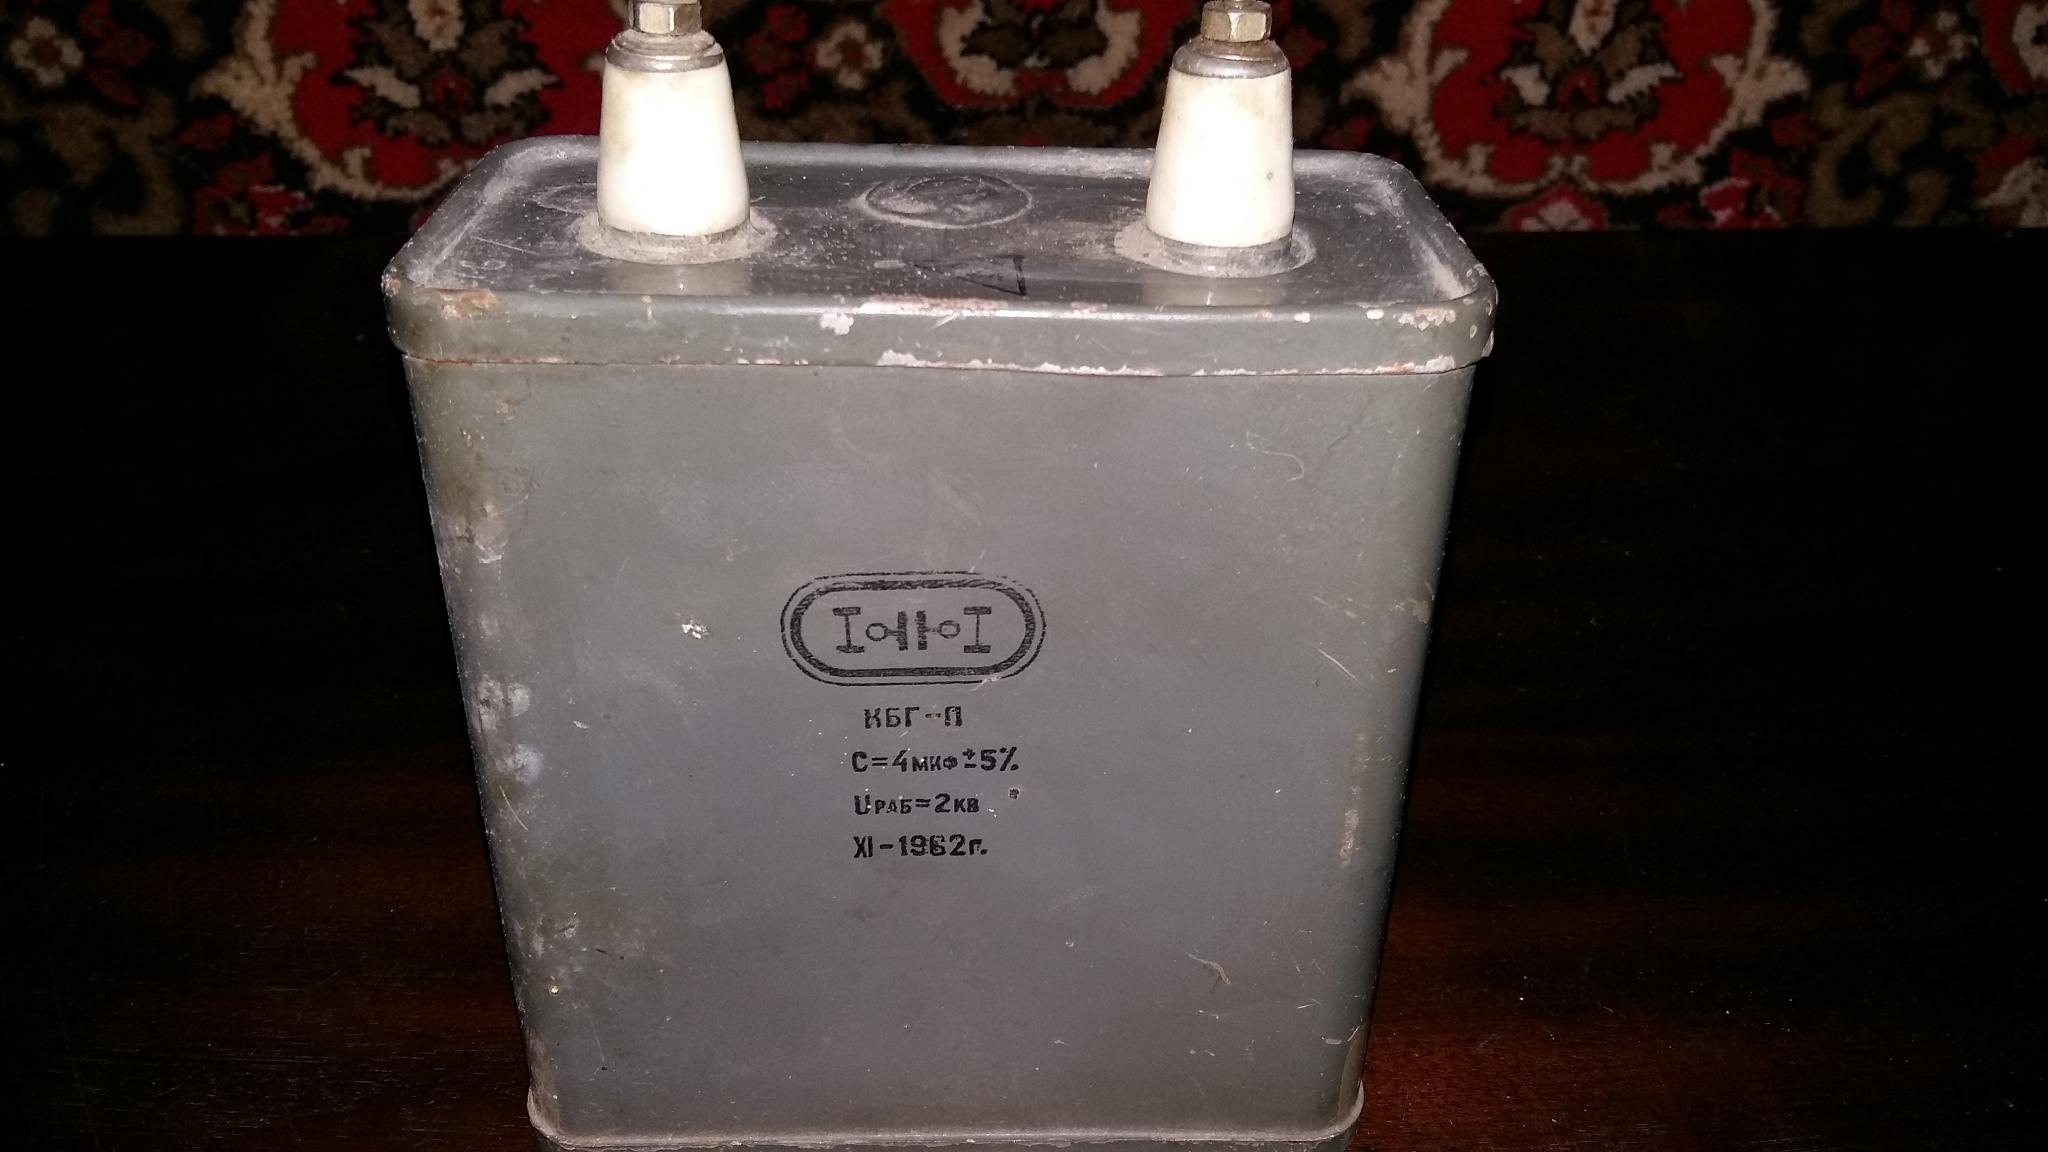 КБГ-П
С=4мкф±5%
Uраб=2кв
XI-1962г.